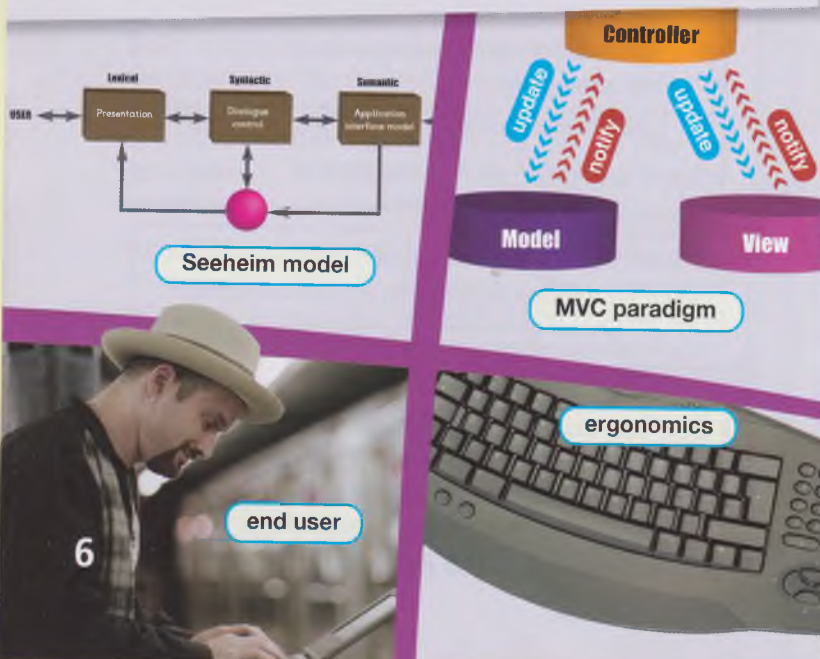 Lexical
Syntactic
Semantic
USER
Presentation
Dialogue control
Application interface model
Seeheim model
Controller
update
notify
update
notify
Model
View
MVC paradigm
end user
6
ergonomics